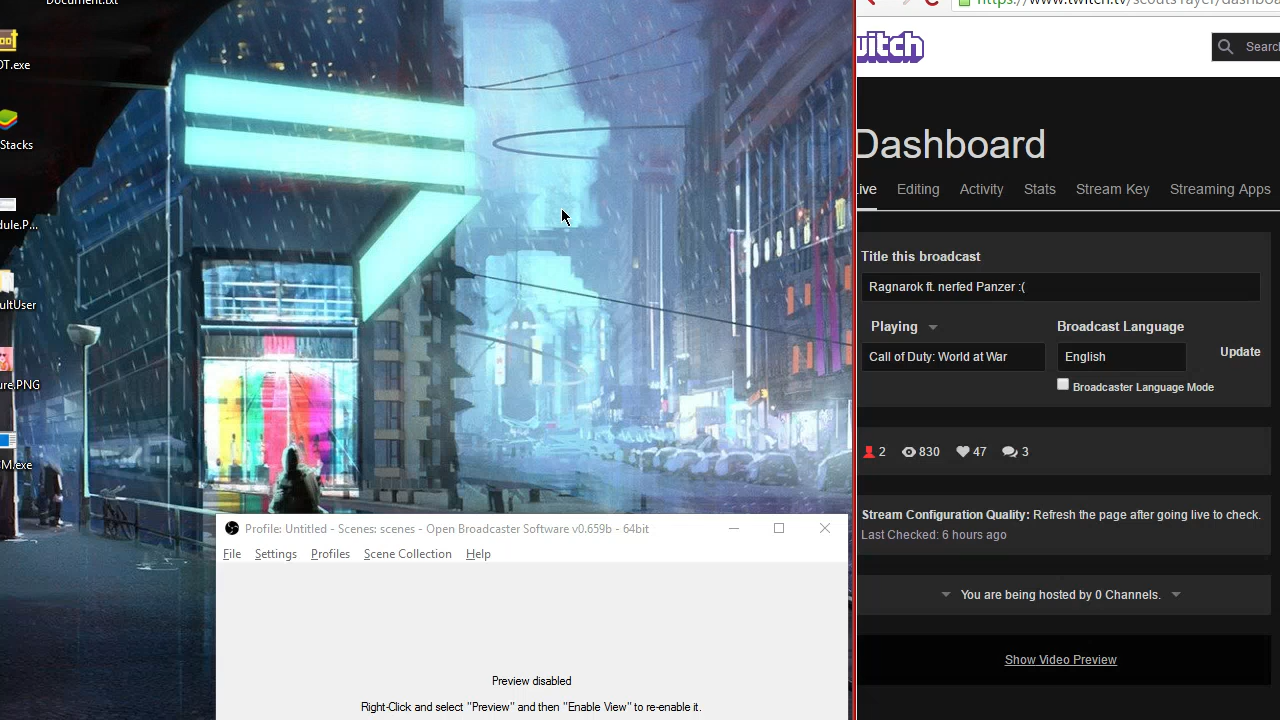 Document.txt
OT.exe
Stacks
dule.P...
ultUser
ure.PNG
M.exe
Profile: Untitled - Scenes: scenes - Open Broadcaster Software v0.659b - 64bit
File Settings Profiles Scene Collection Help
Preview disabled
Right-Click and select "Preview" and then "Enable View" to re-enable it.
witch
Search
Dashboard
Live Editing Activity Stats Stream Key Streaming Apps
Title this broadcast
Ragnarok ft. nerfed Panzer :(
Playing Broadcast Language
Call of Duty: World at War English Update
Broadcaster Language Mode
2 830 47 3
Stream Configuration Quality: Refresh the page after going live to check.
Last Checked: 6 hours ago
You are being hosted by 0 Channels.
Show Video Preview